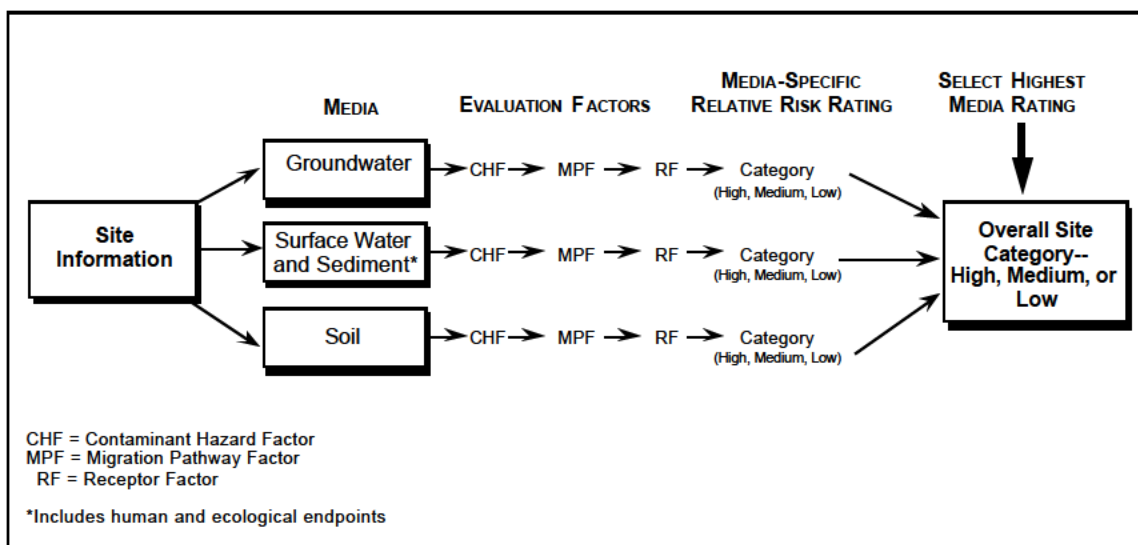 MEDIA
EVALUATION FACTORS
MEDIA-SPECIFIC
RELATIVE RISK RATING
SELECT HIGHEST
MEDIA RATING
Site
Information
Groundwater
CHF
MPF
RF
Category
(High, Medium, Low)
Surface Water
and Sediment*
CHF
MPF
RF
Category
(High, Medium, Low)
Soil
CHF
MPF
RF
Category
(High, Medium, Low)
Overall Site
Category--
High, Medium, or
Low
CHF = Contaminant Hazard Factor
MPF = Migration Pathway Factor
RF = Receptor Factor
*Includes human and ecological endpoints